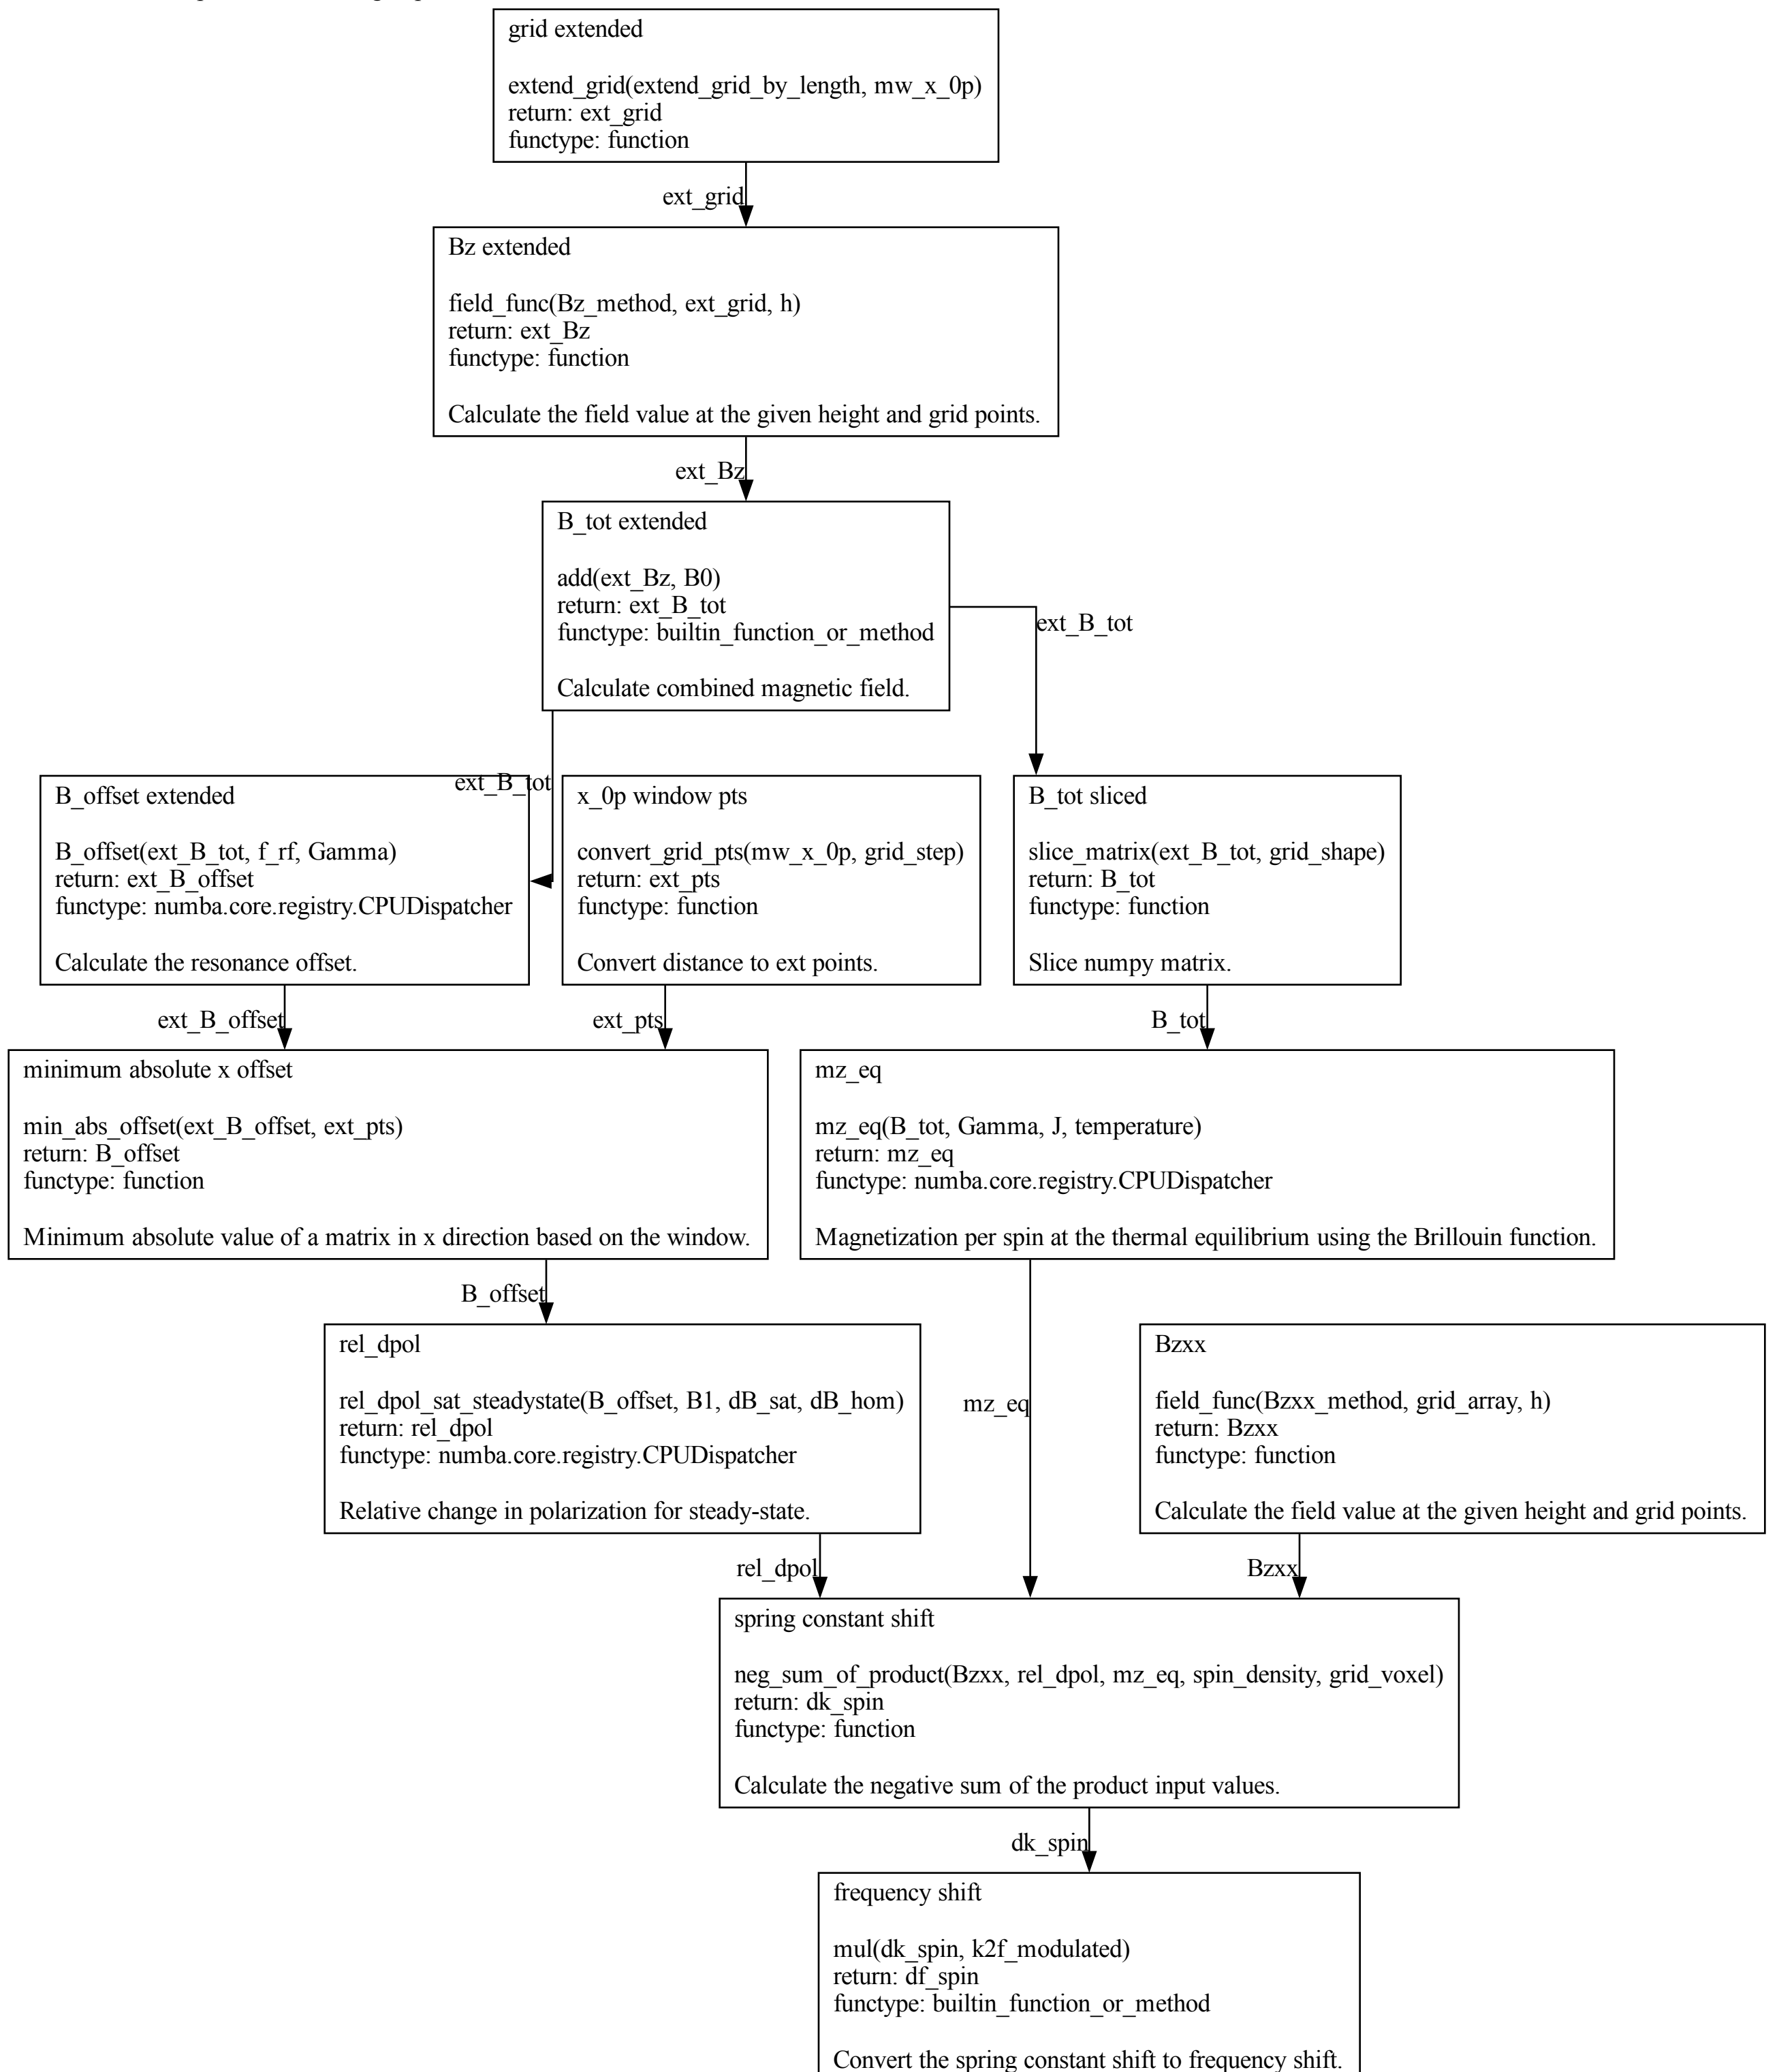 grid extended
extend_grid(extend_grid_by_length, mw_x_0p)
return: ext_grid
functype: function
ext_grid
Bz extended
field_func(Bz_method, ext_grid, h)
return: ext_Bz
functype: function
Calculate the field value at the given height and grid points.
ext_Bz
B_tot extended
add(ext_Bz, B0)
return: ext_B_tot
functype: builtin_function_or_method
Calculate combined magnetic field.
ext_B_tot
ext_B_tot
B_offset extended
B_offset(ext_B_tot, f_rf, Gamma)
return: ext_B_offset
functype: numba.core.registry.CPUDispatcher
Calculate the resonance offset.
x_0p window pts
convert_grid_pts(mw_x_0p, grid_step)
return: ext_pts
functype: function
Convert distance to ext points.
B_tot sliced
slice_matrix(ext_B_tot, grid_shape)
return: B_tot
functype: function
Slice numpy matrix.
ext_B_offset
ext_pts
B_tot
minimum absolute x offset
min_abs_offset(ext_B_offset, ext_pts)
return: B_offset
functype: function
Minimum absolute value of a matrix in x direction based on the window.
mz_eq
mz_eq(B_tot, Gamma, J, temperature)
return: mz_eq
functype: numba.core.registry.CPUDispatcher
Magnetization per spin at the thermal equilibrium using the Brillouin function.
B_offset
rel_dpol
rel_dpol_sat_steadystate(B_offset, B1, dB_sat, dB_hom)
return: rel_dpol
functype: numba.core.registry.CPUDispatcher
Relative change in polarization for steady-state.
mz_eq
Bzxx
field_func(Bzxx_method, grid_array, h)
return: Bzxx
functype: function
Calculate the field value at the given height and grid points.
rel_dpol
Bzxx
spring constant shift
neg_sum_of_product(Bzxx, rel_dpol, mz_eq, spin_density, grid_voxel)
return: dk_spin
functype: function
Calculate the negative sum of the product input values.
dk_spin
frequency shift
mul(dk_spin, k2f_modulated)
return: df_spin
functype: builtin_function_or_method
Convert the spring constant shift to frequency shift.